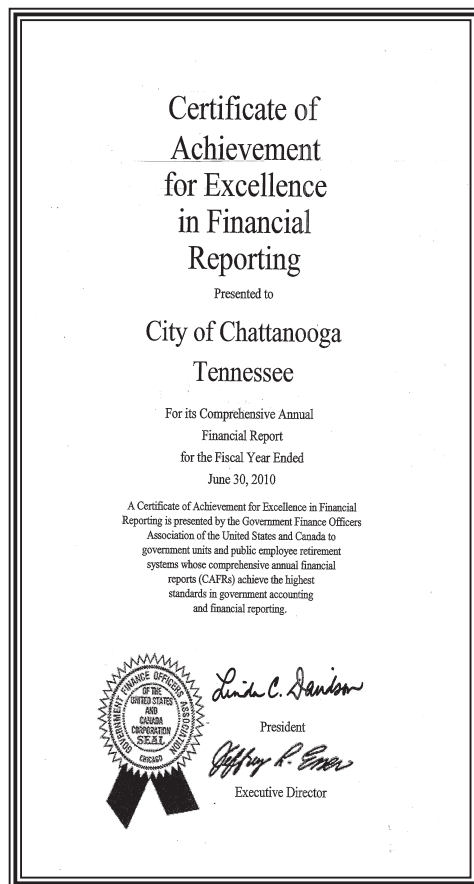 Certificate of
Achievement
for Excellence
in Financial
Reporting
Presented to
City of Chattanooga
Tennessee
For its Comprehensive Annual
Financial Report
for the Fiscal Year Ended
June 30, 2010
A Certificate of Achievement for Excellence in Financial
Reporting is presented by the Government Finance Officers
Association of the United States and Canada to
government units and public employee retirement
systems whose comprehensive annual financial
reports (CAFRs) achieve the highest
standards in government accounting
and financial reporting.
GOVERNMENT FINANCE OFFICERS ASSOCIATION
OF THE
UNITED STATES
AND
CANADA
CORPORATION
SEAL
CHICAGO
Linda C. Davidson
President
Jeffrey R. Ener
Executive Director